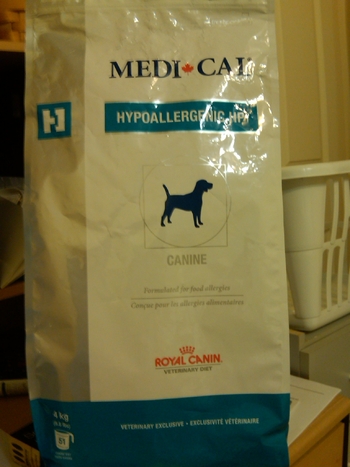 MEDI CAL
H
HYPOALLERGENIC HP
CANINE
Formulated for food allergies
Conçue pour les allergies alimentaires
ROYAL CANIN
VETERINARY DIET
4 kg
51
VETERINARY EXCLUSIVE - EXCLUSIVITÉ VÉTÉRINAIRE